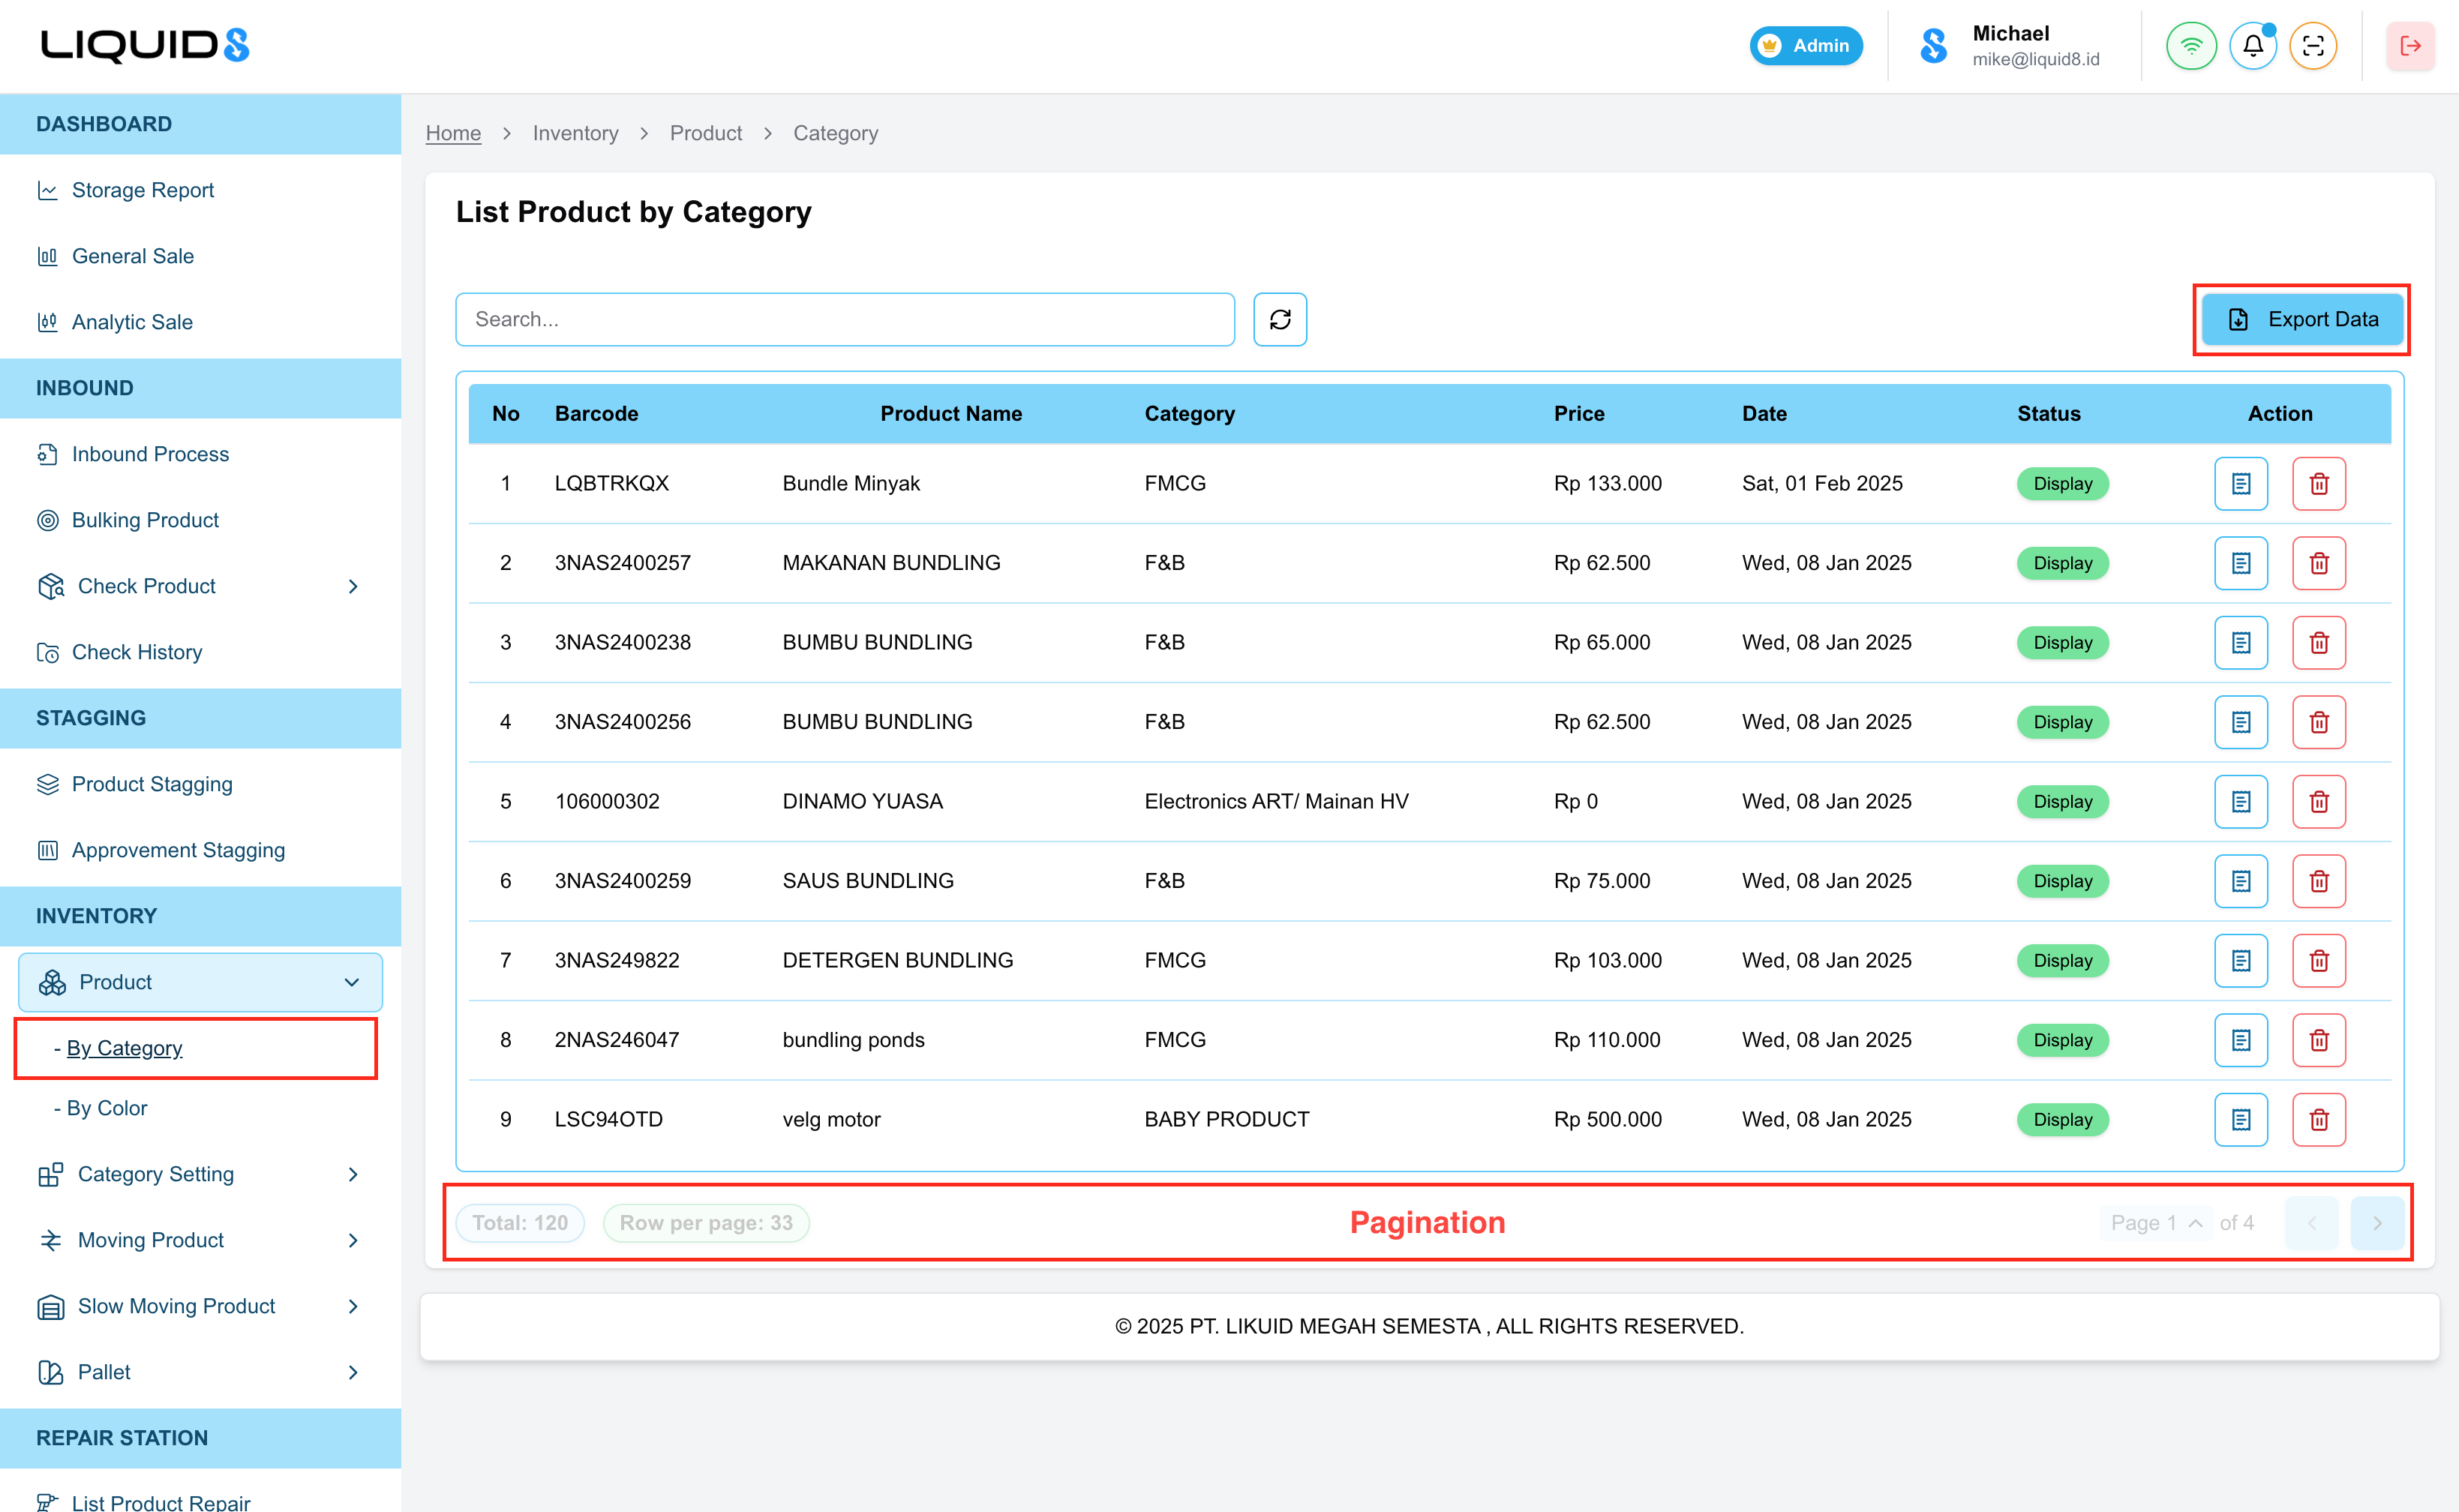 LIQUID8
Admin
Michael
mike@liquid8.id
DASHBOARD
Storage Report
General Sale
Analytic Sale
INBOUND
Inbound Process
Bulking Product
Check Product
Check History
STAGGING
Product Stagging
Approvement Stagging
INVENTORY
Product
- By Category
- By Color
Category Setting
Moving Product
Slow Moving Product
Pallet
REPAIR STATION
List Product Repair
Home > Inventory > Product > Category
List Product by Category
Search...
Export Data
No Barcode Product Name Category Price Date Status Action
1 LQBTRKQX Bundle Minyak FMCG Rp 133.000 Sat, 01 Feb 2025 Display
2 3NAS2400257 MAKANAN BUNDLING F&B Rp 62.500 Wed, 08 Jan 2025 Display
3 3NAS2400238 BUMBU BUNDLING F&B Rp 65.000 Wed, 08 Jan 2025 Display
4 3NAS2400256 BUMBU BUNDLING F&B Rp 62.500 Wed, 08 Jan 2025 Display
5 106000302 DINAMO YUASA Electronics ART/ Mainan HV Rp 0 Wed, 08 Jan 2025 Display
6 3NAS2400259 SAUS BUNDLING F&B Rp 75.000 Wed, 08 Jan 2025 Display
7 3NAS249822 DETERGEN BUNDLING FMCG Rp 103.000 Wed, 08 Jan 2025 Display
8 2NAS246047 bundling ponds FMCG Rp 110.000 Wed, 08 Jan 2025 Display
9 LSC94OTD velg motor BABY PRODUCT Rp 500.000 Wed, 08 Jan 2025 Display
Total: 120 Row per page: 33 Pagination Page 1 of 4
© 2025 PT. LIKUID MEGAH SEMESTA , ALL RIGHTS RESERVED.